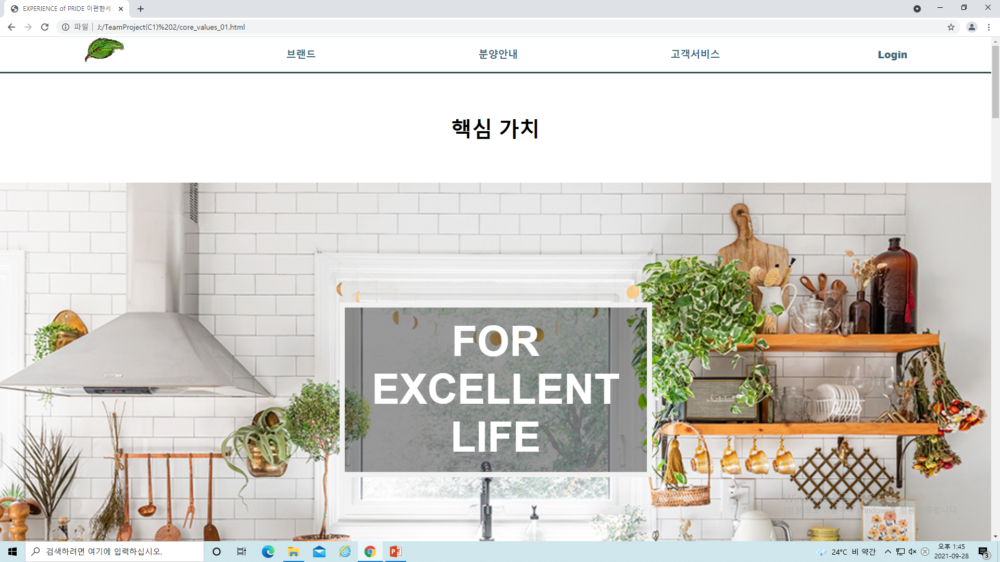 EXPERIENCE of PRIDE 이편한세
파일 J:/TeamProject(C1)%202/core_values_01.html
브랜드 분양안내 고객서비스 Login
핵심 가치
FOR
EXCELLENT
LIFE
Windows 정품 인증
[설정]으로 이동하여 Windows를 정품 인증합니다.
검색하려면 여기에 입력하십시오.
24°C 비 약간
오후 1:45
2021-09-28
3